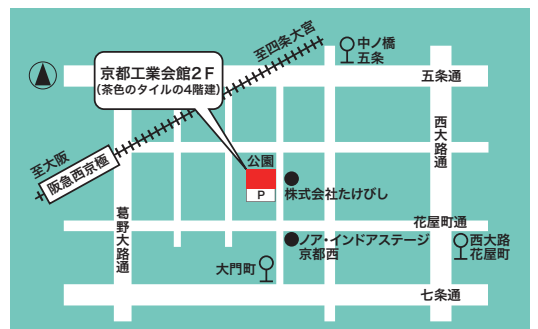 至四条大宮
中ノ橋
五条
京都工業会館2F
(茶色のタイルの4階建)
五条通
西大路通
至大阪
阪急西京極
公園
P
株式会社たけびし
葛野大路通
花屋町通
ノア・インドアステージ
京都西
西大路
花屋町
大門町
七条通